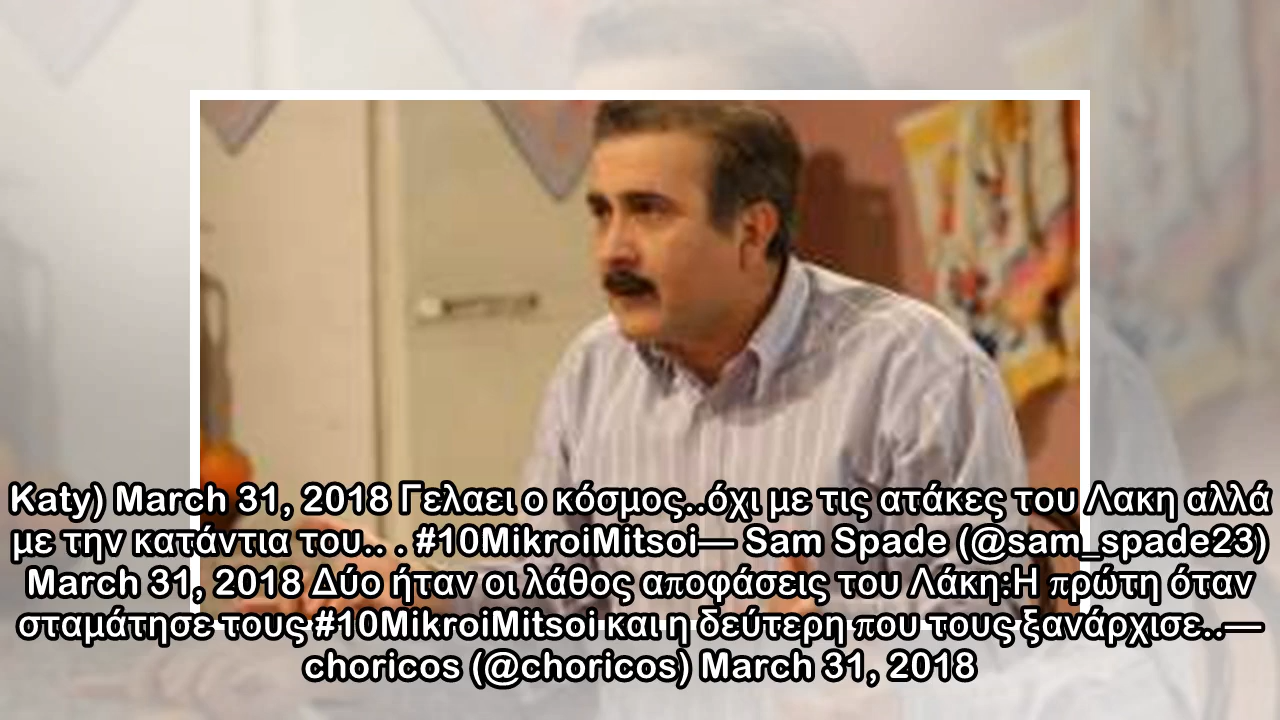 Katy) March 31, 2018 Γελαει ο κόσμος..όχι με τις ατάκες του Λακη αλλά
με την κατάντια του.. . #10MikroiMitsoi— Sam Spade (@sam_spade23)
March 31, 2018 Δύο ήταν οι λάθος αποφάσεις του Λάκη:Η πρώτη όταν
σταμάτησε τους #10MikroiMitsoi και η δεύτερη που τους ξανάρχισε..—
choricos (@choricos) March 31, 2018